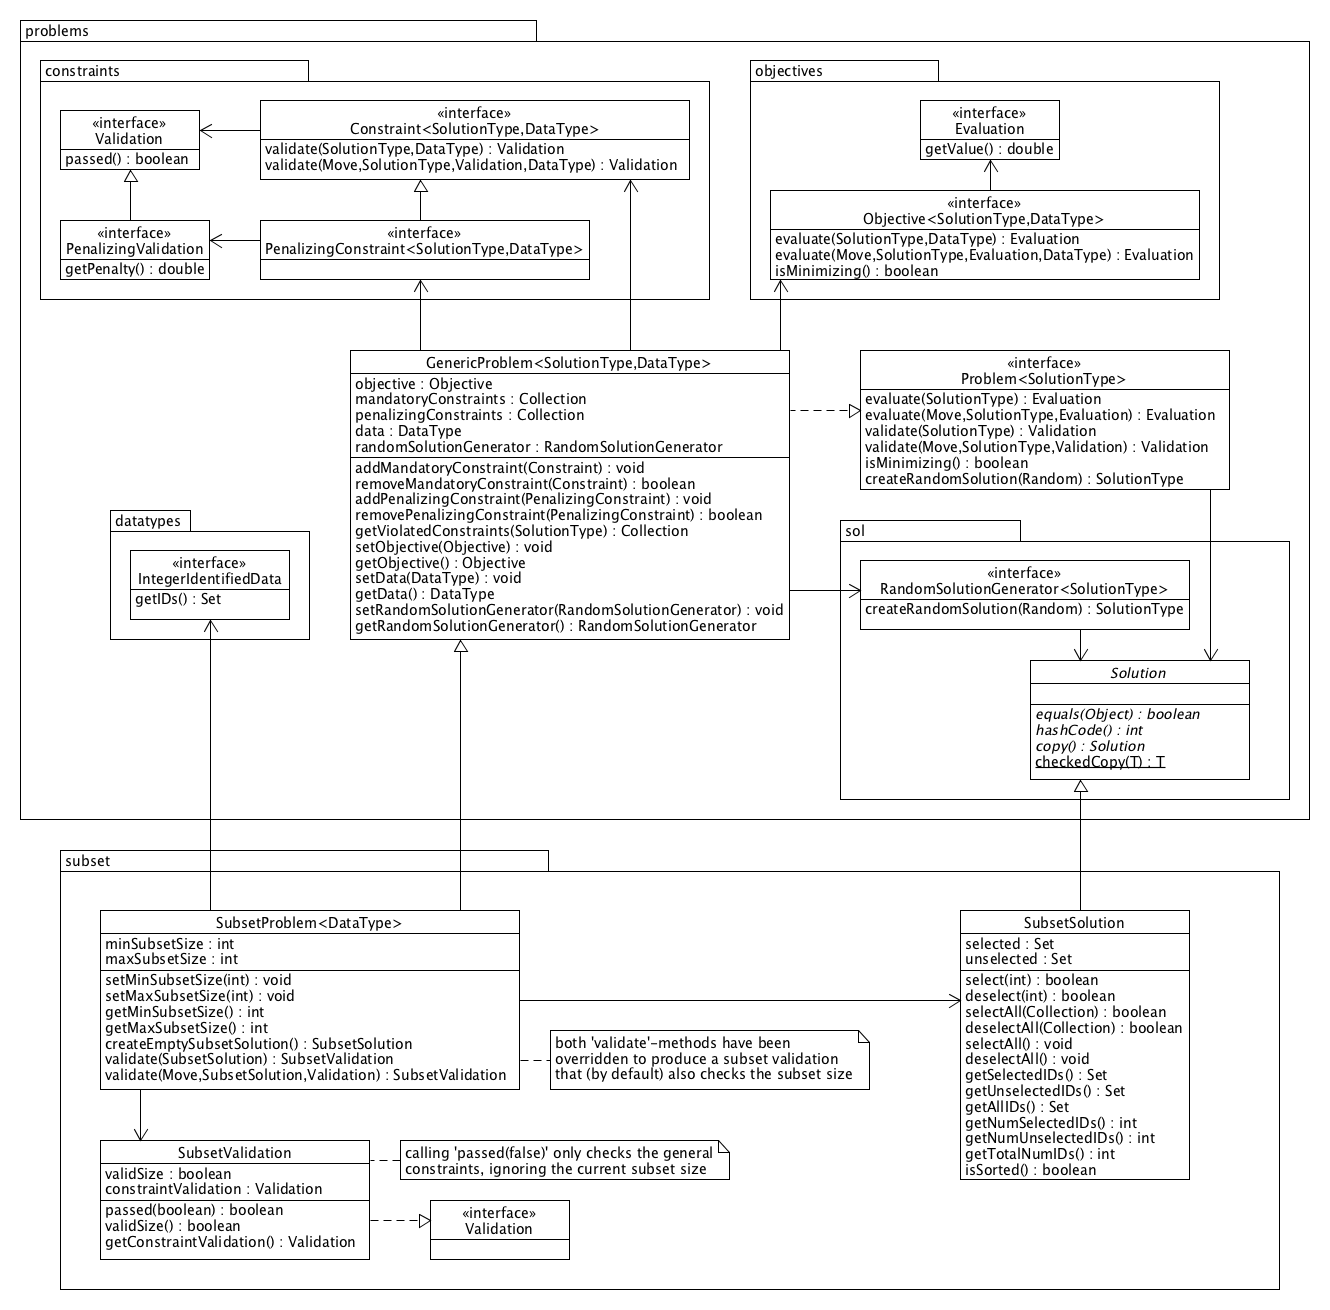 problems
constraints
«interface»
Validation
passed() : boolean
«interface»
Constraint<SolutionType,DataType>
validate(SolutionType,DataType) : Validation
validate(Move,SolutionType,Validation,DataType) : Validation
«interface»
PenalizingValidation
getPenalty() : double
«interface»
PenalizingConstraint<SolutionType,DataType>
objectives
«interface»
Evaluation
getValue() : double
«interface»
Objective<SolutionType,DataType>
evaluate(SolutionType,DataType) : Evaluation
evaluate(Move,SolutionType,Evaluation,DataType) : Evaluation
isMinimizing() : boolean
GenericProblem<SolutionType,DataType>
objective : Objective
mandatoryConstraints : Collection
penalizingConstraints : Collection
data : DataType
randomSolutionGenerator : RandomSolutionGenerator
addMandatoryConstraint(Constraint) : void
removeMandatoryConstraint(Constraint) : boolean
addPenalizingConstraint(PenalizingConstraint) : void
removePenalizingConstraint(PenalizingConstraint) : boolean
getViolatedConstraints(SolutionType) : Collection
setObjective(Objective) : void
getObjective() : Objective
setData(DataType) : void
getData() : DataType
setRandomSolutionGenerator(RandomSolutionGenerator) : void
getRandomSolutionGenerator() : RandomSolutionGenerator
«interface»
Problem<SolutionType>
evaluate(SolutionType) : Evaluation
evaluate(Move,SolutionType,Evaluation) : Evaluation
validate(SolutionType) : Validation
validate(Move,SolutionType,Validation) : Validation
isMinimizing() : boolean
createRandomSolution(Random) : SolutionType
datatypes
«interface»
IntegerIdentifiedData
getIDs() : Set
sol
«interface»
RandomSolutionGenerator<SolutionType>
createRandomSolution(Random) : SolutionType
Solution
equals(Object) : boolean
hashCode() : int
copy() : Solution
checkedCopy(T) : T
subset
SubsetProblem<DataType>
minSubsetSize : int
maxSubsetSize : int
setMinSubsetSize(int) : void
setMaxSubsetSize(int) : void
getMinSubsetSize() : int
getMaxSubsetSize() : int
createEmptySubsetSolution() : SubsetSolution
validate(SubsetSolution) : SubsetValidation
validate(Move,SubsetSolution,Validation) : SubsetValidation
both 'validate'-methods have been
overridden to produce a subset validation
that (by default) also checks the subset size
SubsetSolution
selected : Set
unselected : Set
select(int) : boolean
deselect(int) : boolean
selectAll(Collection) : boolean
deselectAll(Collection) : boolean
selectAll() : void
deselectAll() : void
getSelectedIDs() : Set
getUnselectedIDs() : Set
getAllIDs() : Set
getNumSelectedIDs() : int
getNumUnselectedIDs() : int
getTotalNumIDs() : int
isSorted() : boolean
SubsetValidation
validSize : boolean
constraintValidation : Validation
passed(boolean) : boolean
validSize() : boolean
getConstraintValidation() : Validation
calling 'passed(false)' only checks the general
constraints, ignoring the current subset size
«interface»
Validation